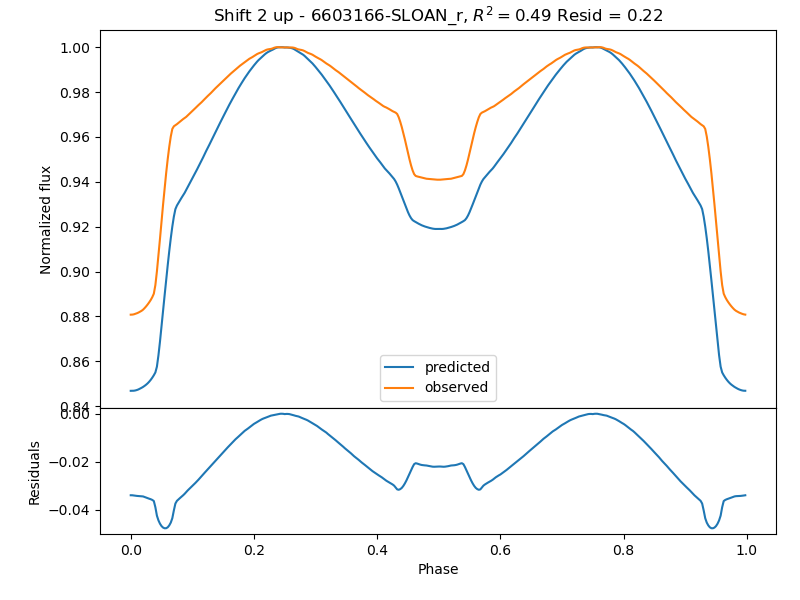 Shift 2 up - 6603166-SLOAN_r, R² = 0.49 Resid = 0.22
Normalized flux
1.00
0.98
0.96
0.94
0.92
0.90
0.88
0.86
0.84
predicted
observed
Residuals
0.00
−0.02
−0.04
0.0 0.2 0.4 0.6 0.8 1.0
Phase